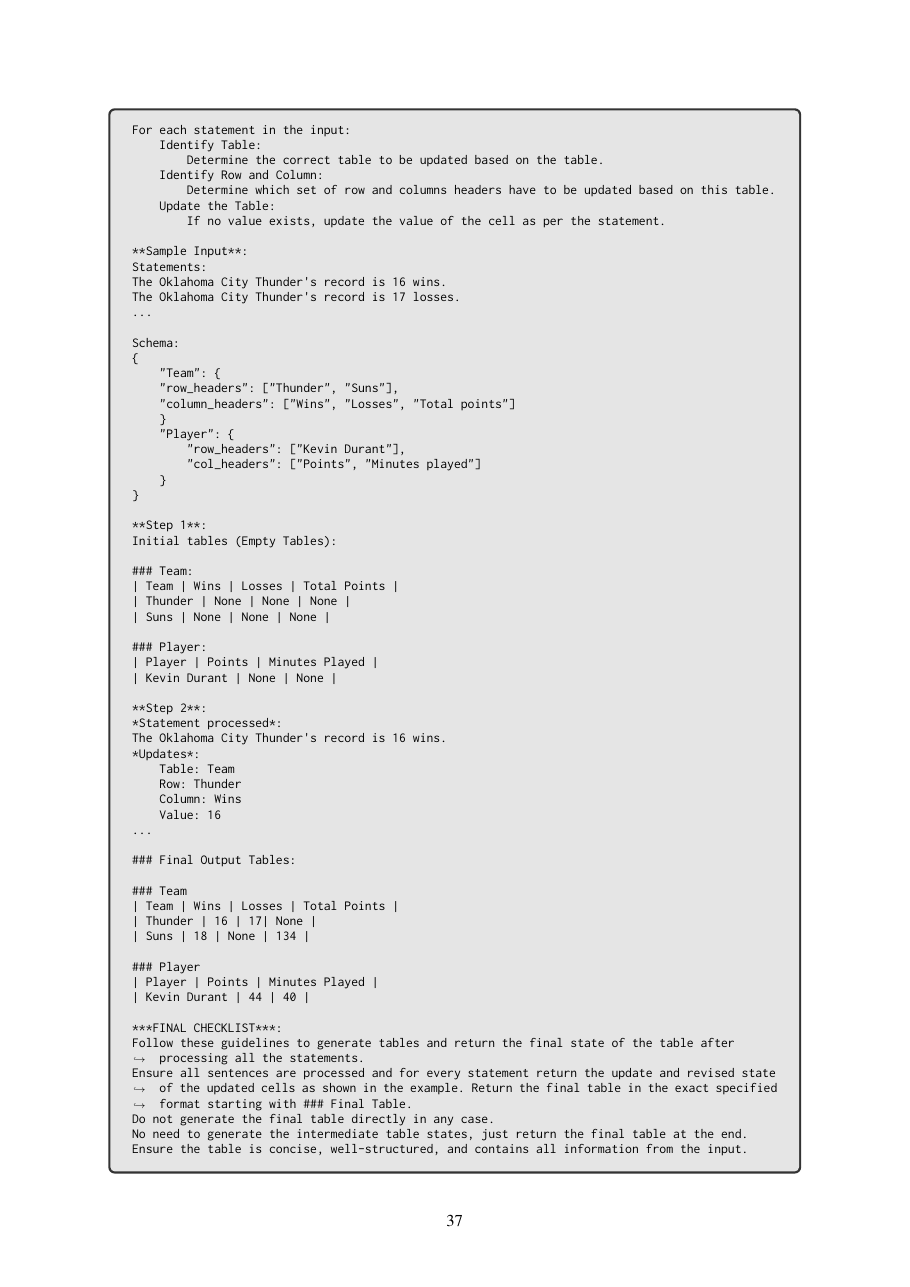 For each statement in the input:
    Identify Table:
        Determine the correct table to be updated based on the table.
    Identify Row and Column:
        Determine which set of row and columns headers have to be updated based on this table.
    Update the Table:
        If no value exists, update the value of the cell as per the statement.

**Sample Input**:
Statements:
The Oklahoma City Thunder's record is 16 wins.
The Oklahoma City Thunder's record is 17 losses.
...

Schema:
{
    "Team": {
    "row_headers": ["Thunder", "Suns"],
    "column_headers": ["Wins", "Losses", "Total points"]
    }
    "Player": {
        "row_headers": ["Kevin Durant"],
        "col_headers": ["Points", "Minutes played"]
    }
}

**Step 1**:
Initial tables (Empty Tables):

### Team:
| Team | Wins | Losses | Total Points |
| Thunder | None | None | None |
| Suns | None | None | None |

### Player:
| Player | Points | Minutes Played |
| Kevin Durant | None | None |

**Step 2**:
*Statement processed*:
The Oklahoma City Thunder's record is 16 wins.
*Updates*:
    Table: Team
    Row: Thunder
    Column: Wins
    Value: 16
...

### Final Output Tables:

### Team
| Team | Wins | Losses | Total Points |
| Thunder | 16 | 17| None |
| Suns | 18 | None | 134 |

### Player
| Player | Points | Minutes Played |
| Kevin Durant | 44 | 40 |

***FINAL CHECKLIST***:
Follow these guidelines to generate tables and return the final state of the table after
↪ processing all the statements.
Ensure all sentences are processed and for every statement return the update and revised state
↪ of the updated cells as shown in the example. Return the final table in the exact specified
↪ format starting with ### Final Table.
Do not generate the final table directly in any case.
No need to generate the intermediate table states, just return the final table at the end.
Ensure the table is concise, well-structured, and contains all information from the input.

37